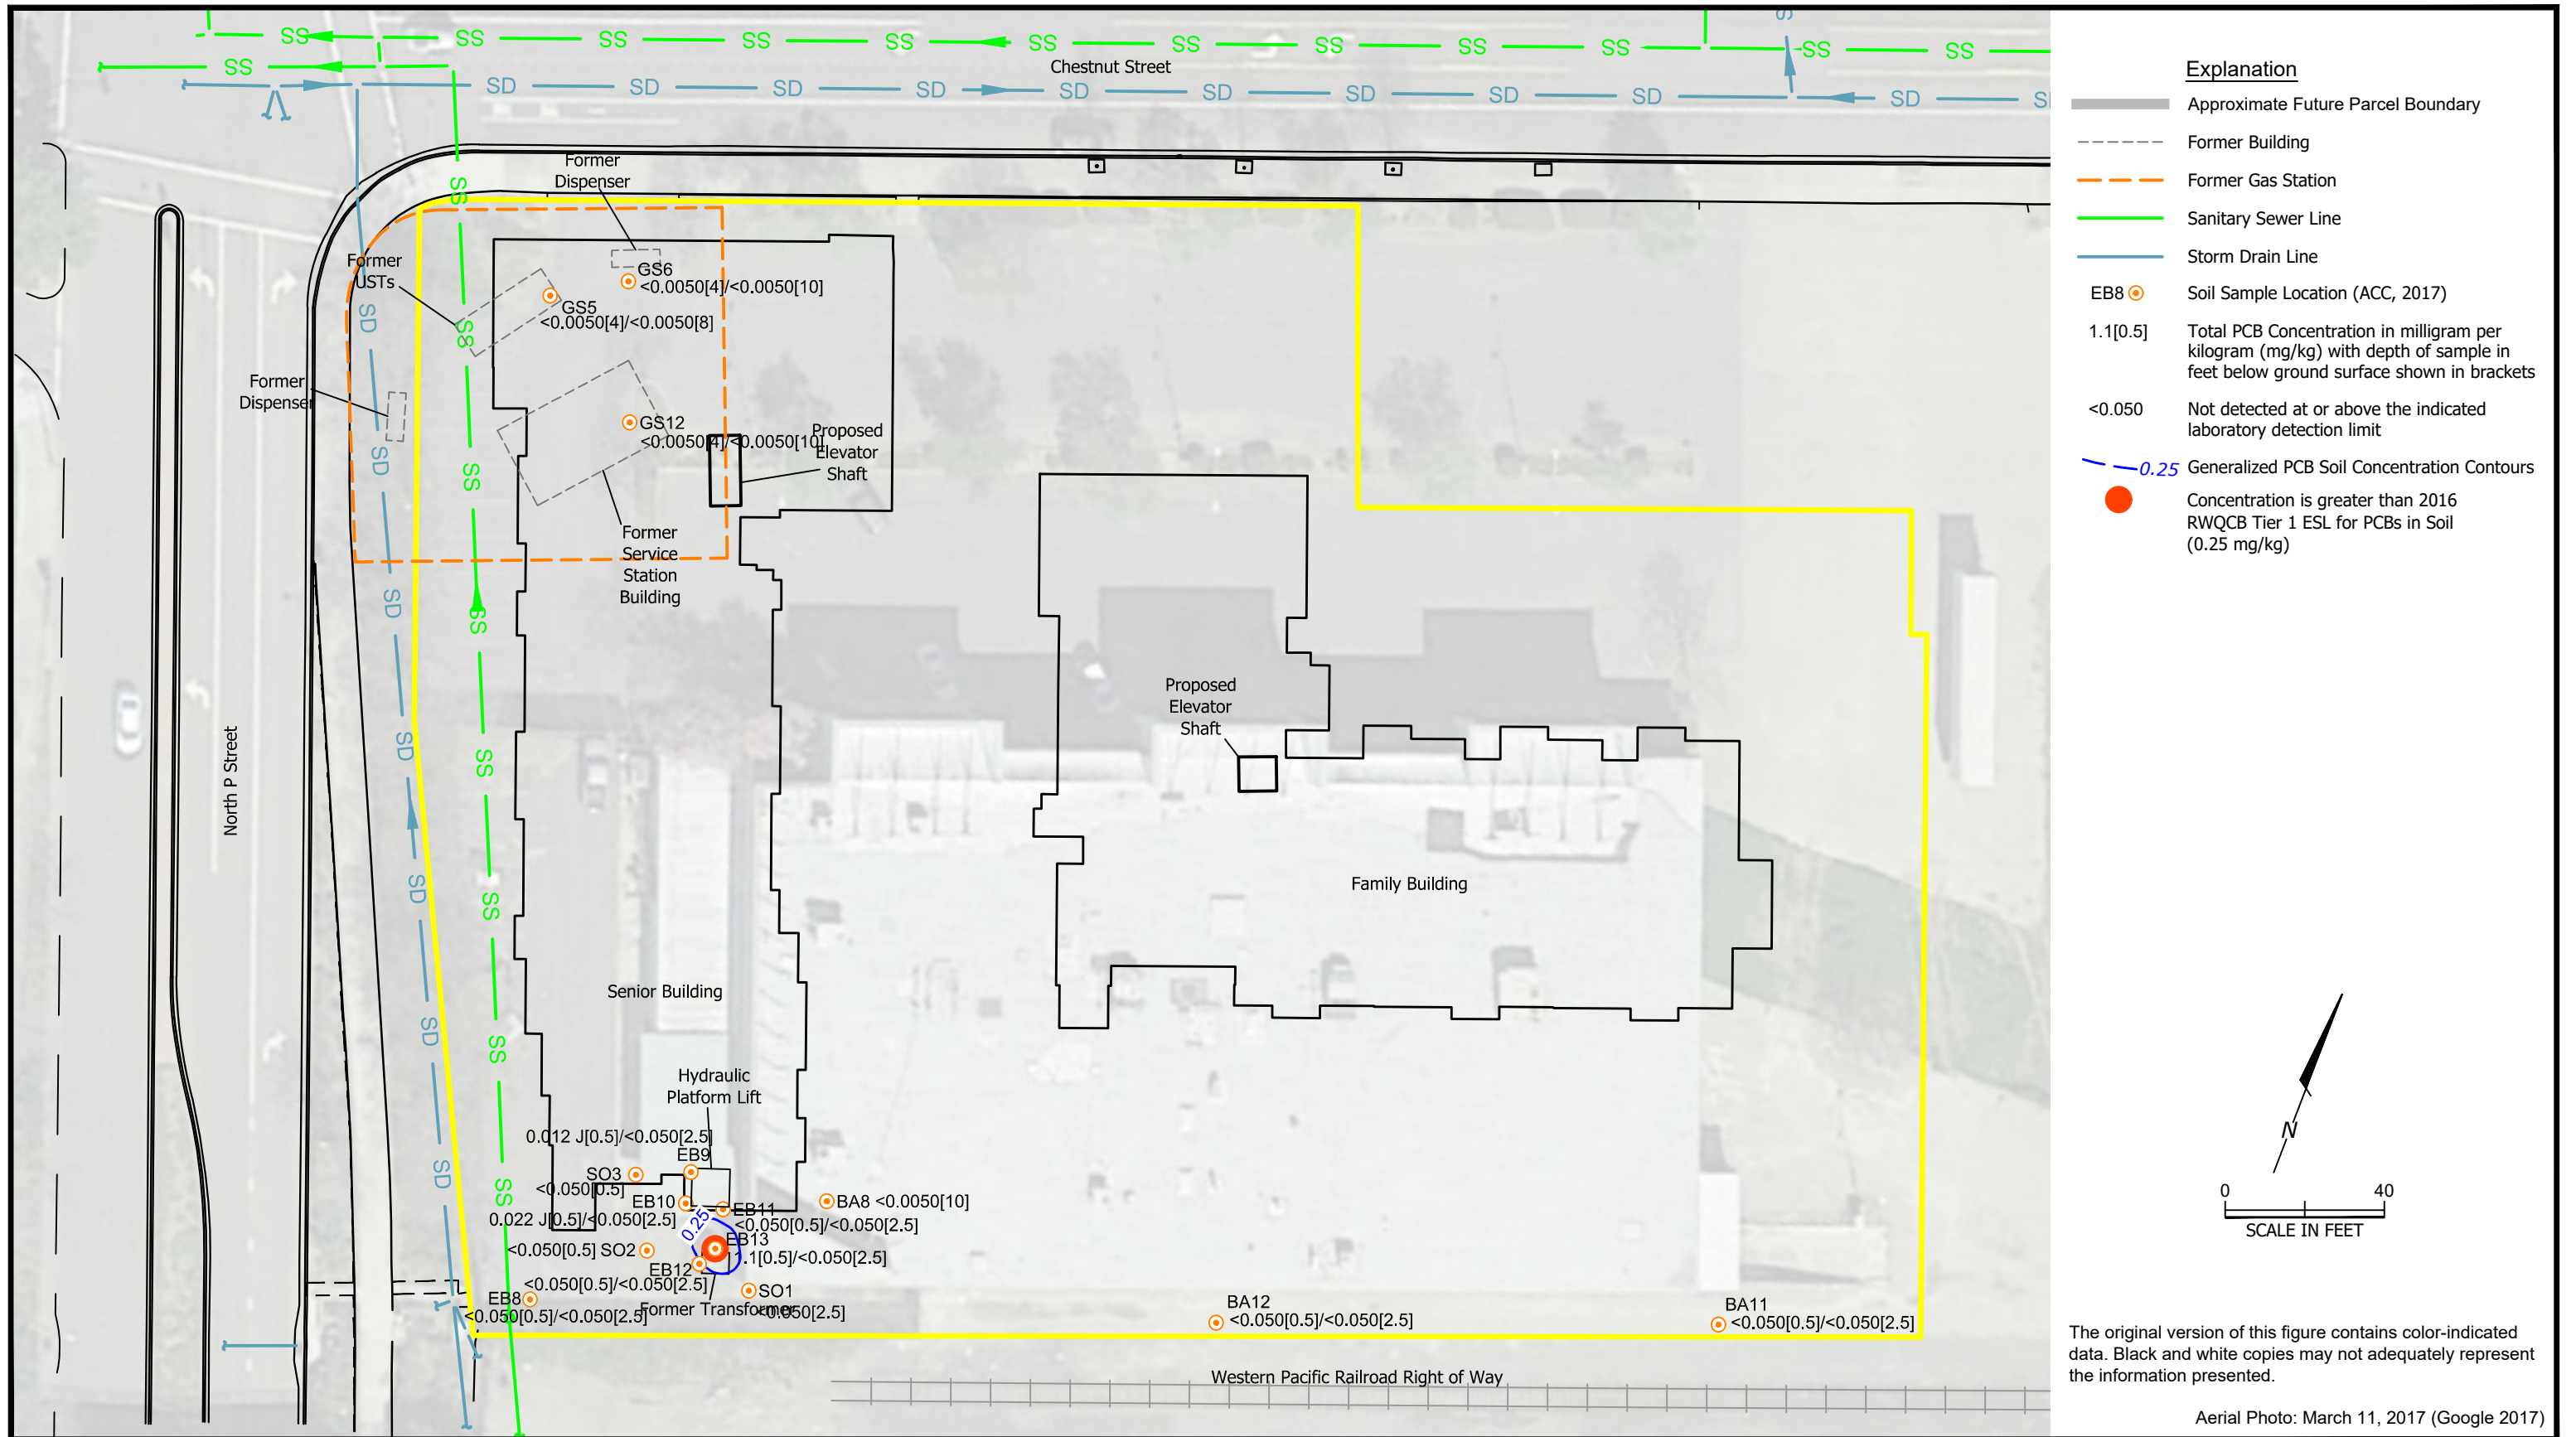 SS SS SS SS SS SS SS SS SS SS SS SS
SS
Chestnut Street
SD SD SD SD SD SD SD SD SD SD
Former
Dispenser
SS
Former
USTs
GS6
<0.0050[4]/<0.0050[10]
GS5
<0.0050[4]/<0.0050[8]
SD
SS
Former
Dispenser
GS12
<0.0050[4]/<0.0050[10]
Proposed
Elevator
Shaft
SD
SS
Former
Service
Station
Building
SD
SS
Proposed
Elevator
Shaft
SD
SS
North P Street
Family Building
SD
SS
Senior Building
SD
SS
Hydraulic
Platform Lift
0.012 J[0.5]/<0.050[2.5]
EB9
SO3
<0.050[0.5]
SD
SS
EB10
0.022 J[0.5]/<0.050[2.5]
BA8 <0.0050[10]
EB11
<0.050[0.5]/<0.050[2.5]
0.25
EB13
1.1[0.5]/<0.050[2.5]
<0.050[0.5] SO2
EB12
<0.050[0.5]/<0.050[2.5]
SO1
<0.050[2.5]
Former Transformer
EB8
<0.050[0.5]/<0.050[2.5]
BA12
<0.050[0.5]/<0.050[2.5]
BA11
<0.050[0.5]/<0.050[2.5]
Western Pacific Railroad Right of Way
Explanation
Approximate Future Parcel Boundary
Former Building
Former Gas Station
Sanitary Sewer Line
Storm Drain Line
EB8 Soil Sample Location (ACC, 2017)
1.1[0.5] Total PCB Concentration in milligram per
kilogram (mg/kg) with depth of sample in
feet below ground surface shown in brackets
<0.050 Not detected at or above the indicated
laboratory detection limit
0.25 Generalized PCB Soil Concentration Contours
Concentration is greater than 2016
RWQCB Tier 1 ESL for PCBs in Soil
(0.25 mg/kg)
N
0 40
SCALE IN FEET
The original version of this figure contains color-indicated
data. Black and white copies may not adequately represent
the information presented.
Aerial Photo: March 11, 2017 (Google 2017)